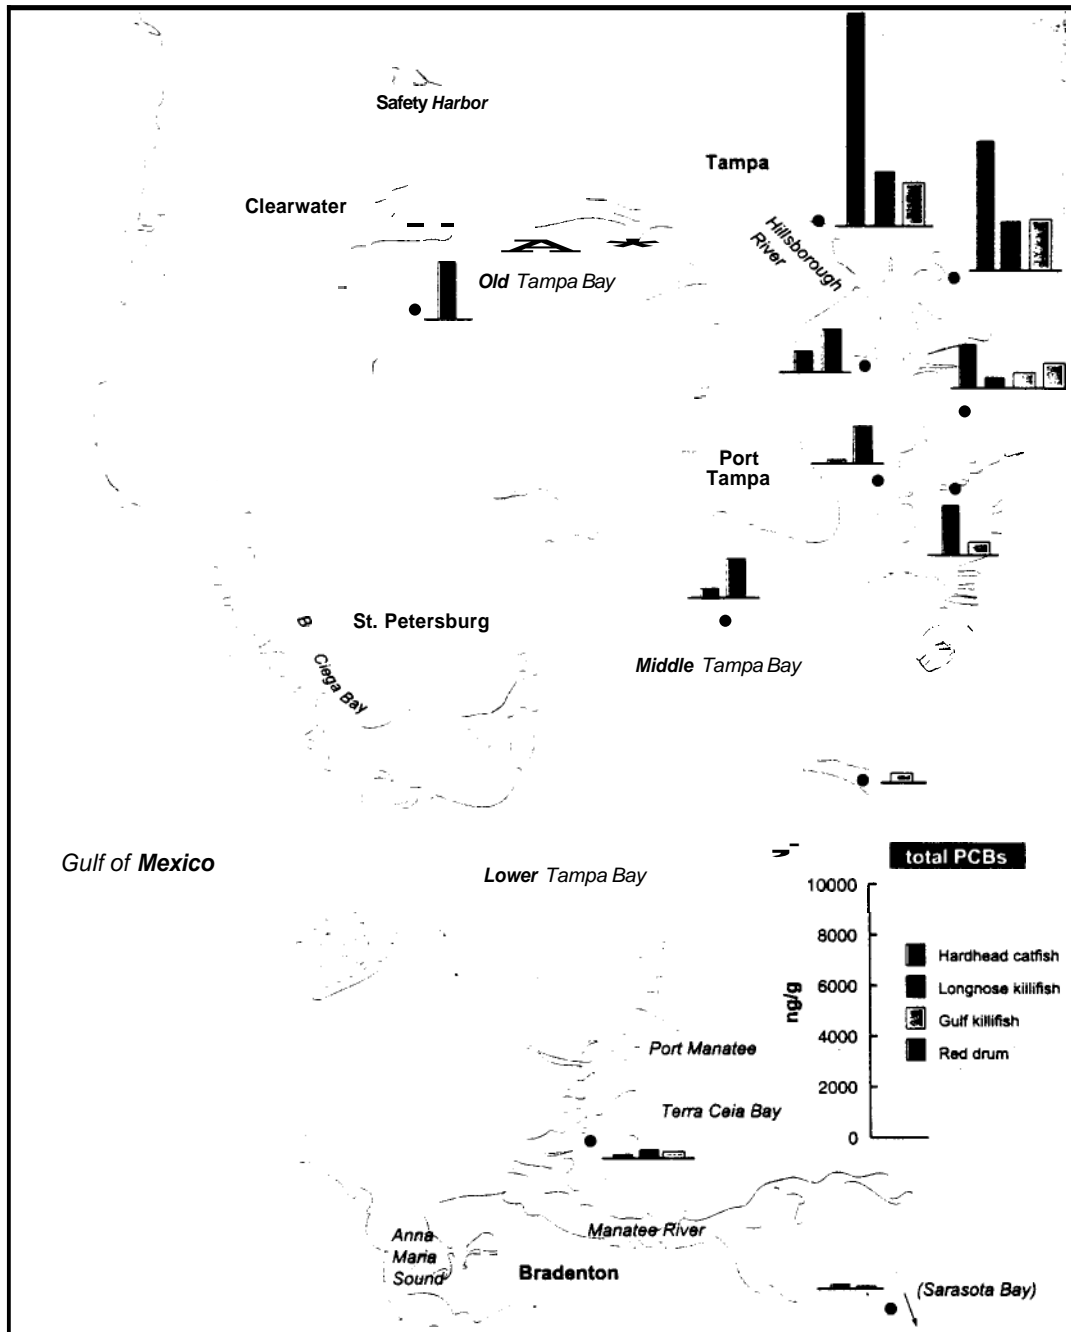 Safety Harbor
Tampa
Clearwater
Hillsborough
River
Old Tampa Bay
Port
Tampa
St. Petersburg
B
Ciega Bay
Middle Tampa Bay
Gulf of Mexico
Lower Tampa Bay
total PCBs
10000
8000
6000
4000
2000
0
ng/g
Hardhead catfish
Longnose killifish
Gulf killifish
Red drum
Port Manatee
Terra Ceia Bay
Manatee River
Anna
Maria
Sound
Bradenton
(Sarasota Bay)